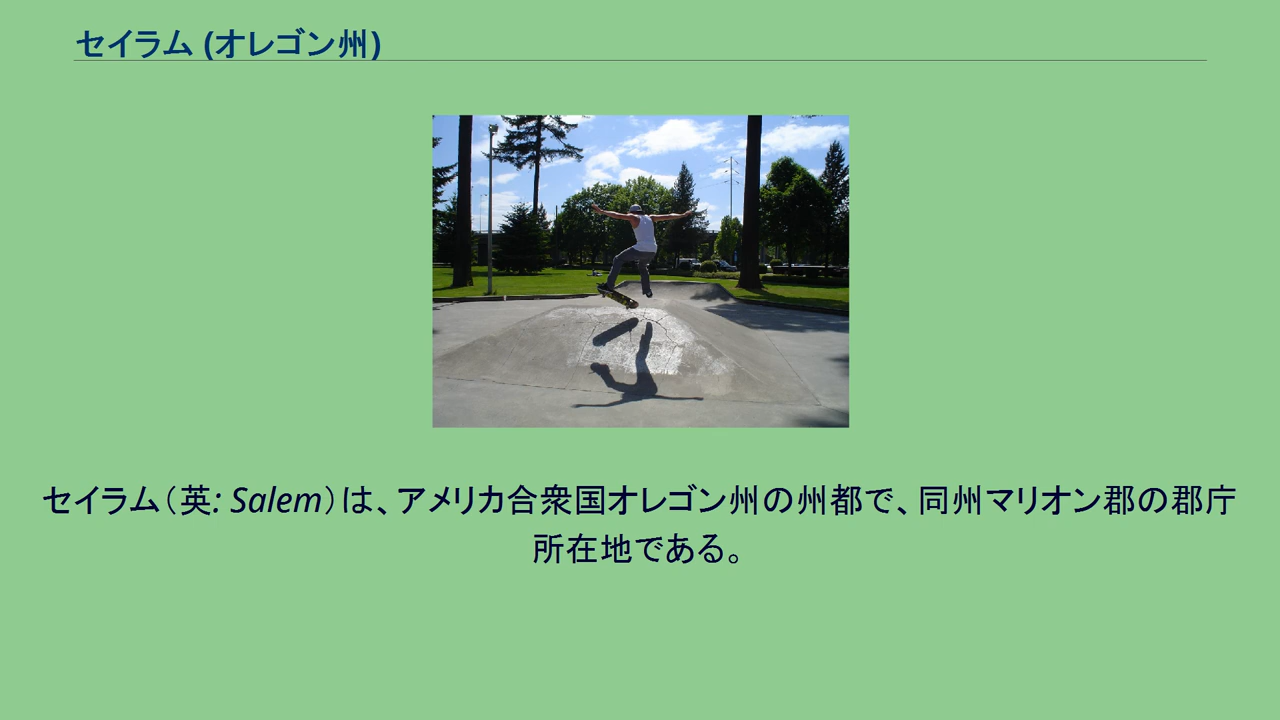 セイラム (オレゴン州)
セイラム（英: Salem）は、アメリカ合衆国オレゴン州の州都で、同州マリオン郡の郡庁
所在地である。